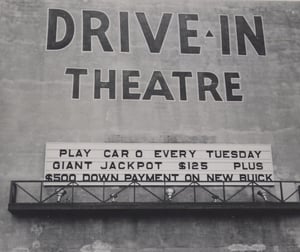 DRIVE-IN
THEATRE
PLAY CAR O EVERY TUESDAY
GIANT JACKPOT $125 PLUS
$500 DOWN PAYMENT ON NEW BUICK